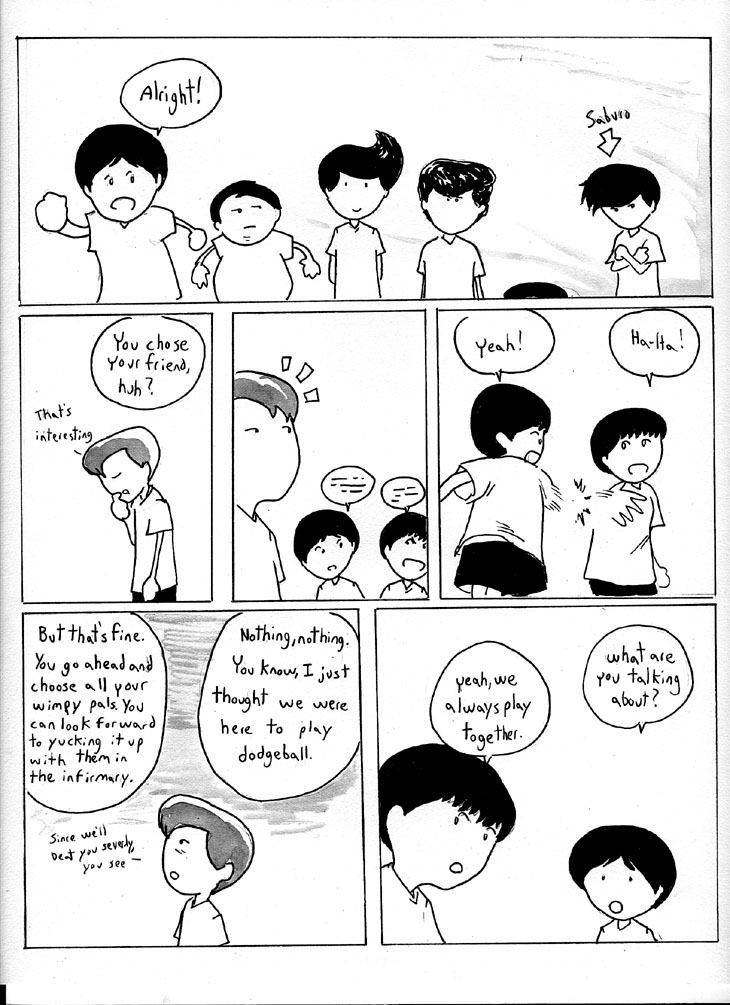 Saburo
Alright!
Ha-Ha!
Yeah!
You chose
your friend,
huh?
That's
interesting
what are
you talking
about?
yeah, we
always play
together.
Nothing, nothing.
You know, I just
thought we were
here to play
dodgeball.
But that's fine.
You go ahead and
choose all your
wimpy pals. You
can look forward
to yucking it up
with them in
the infirmary.
Since we'll
beat you severly,
you see —